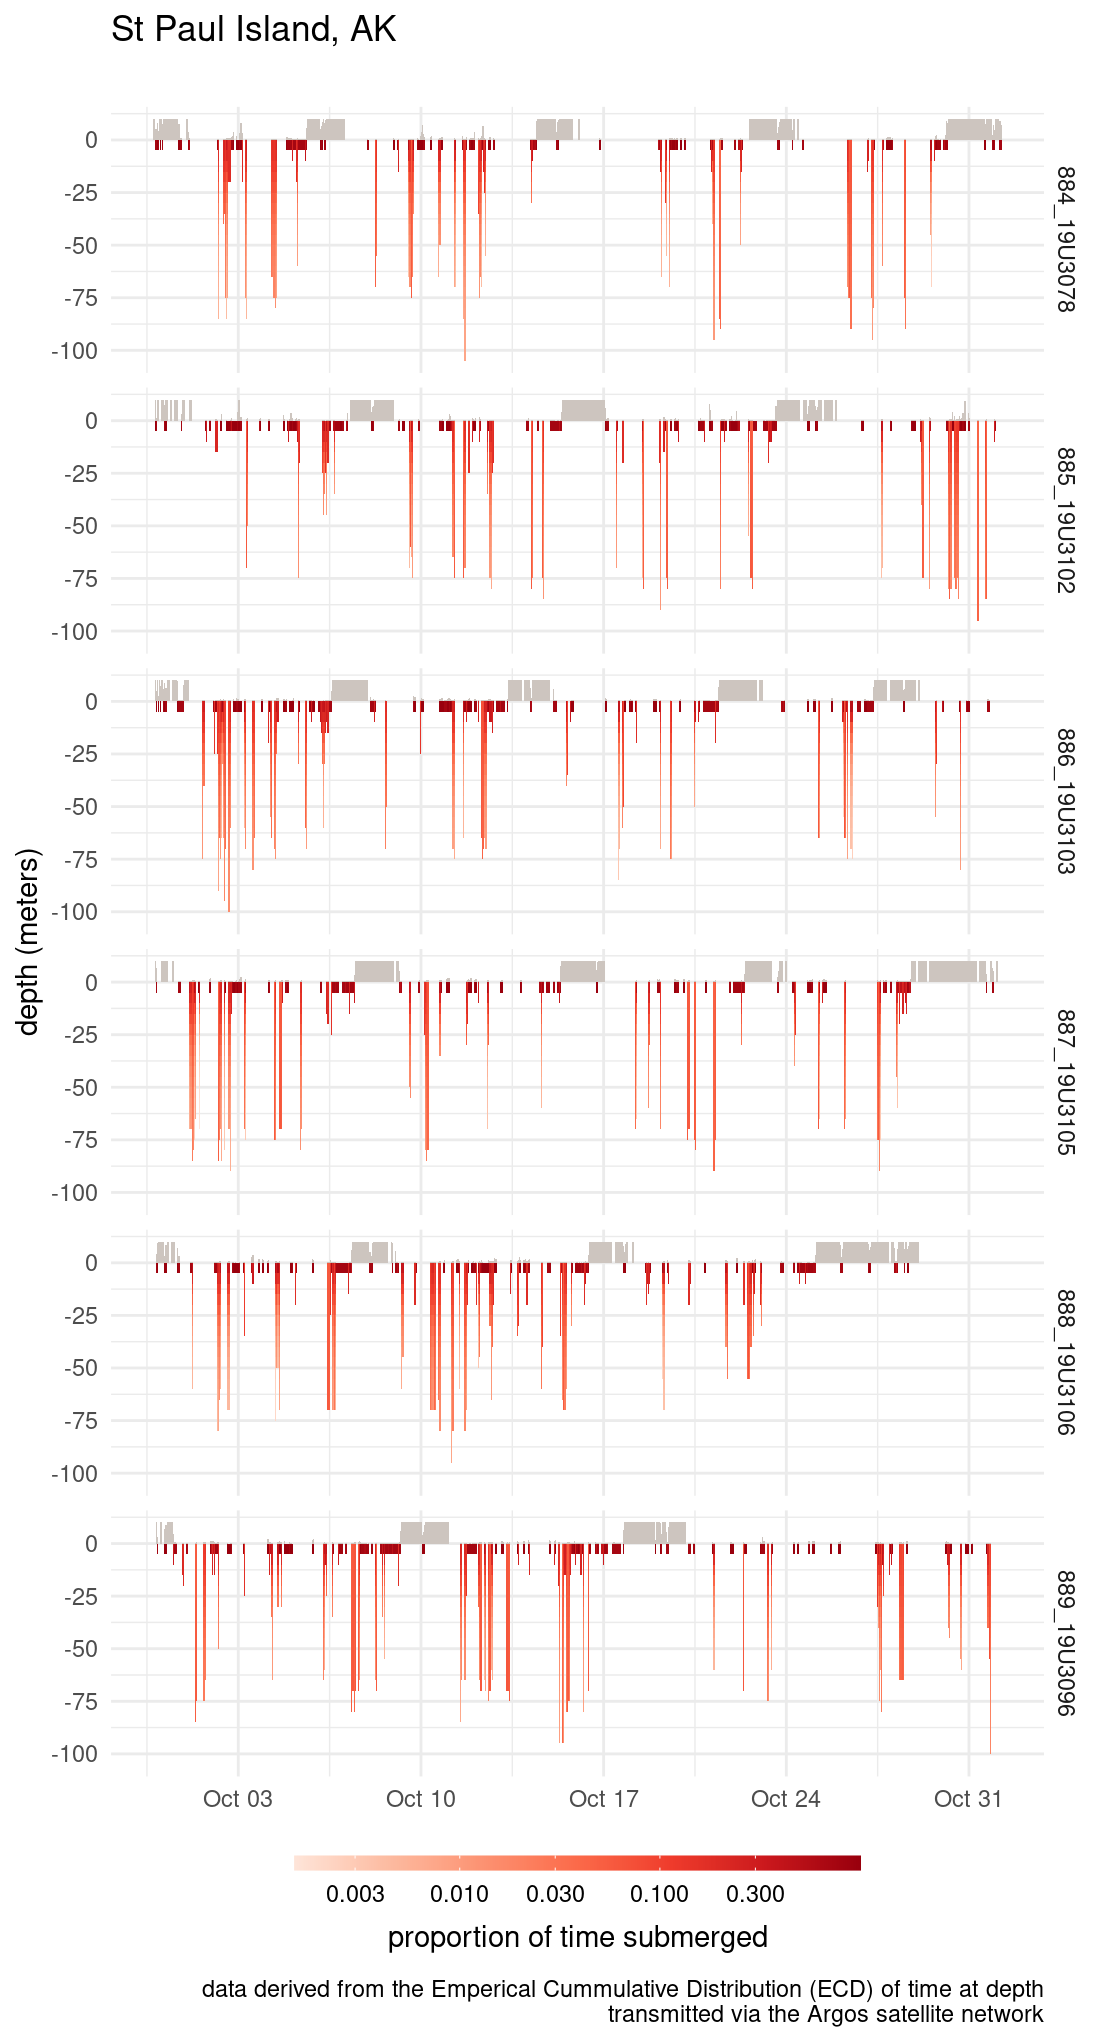 St Paul Island, AK
0
-25
-50
-75
-100
884_19U3078
0
-25
-50
-75
-100
885_19U3102
0
-25
-50
-75
-100
886_19U3103
depth (meters)
0
-25
-50
-75
-100
887_19U3105
0
-25
-50
-75
-100
888_19U3106
0
-25
-50
-75
-100
889_19U3096
Oct 03 Oct 10 Oct 17 Oct 24 Oct 31
0.003 0.010 0.030 0.100 0.300
proportion of time submerged
data derived from the Emperical Cummulative Distribution (ECD) of time at depth
transmitted via the Argos satellite network